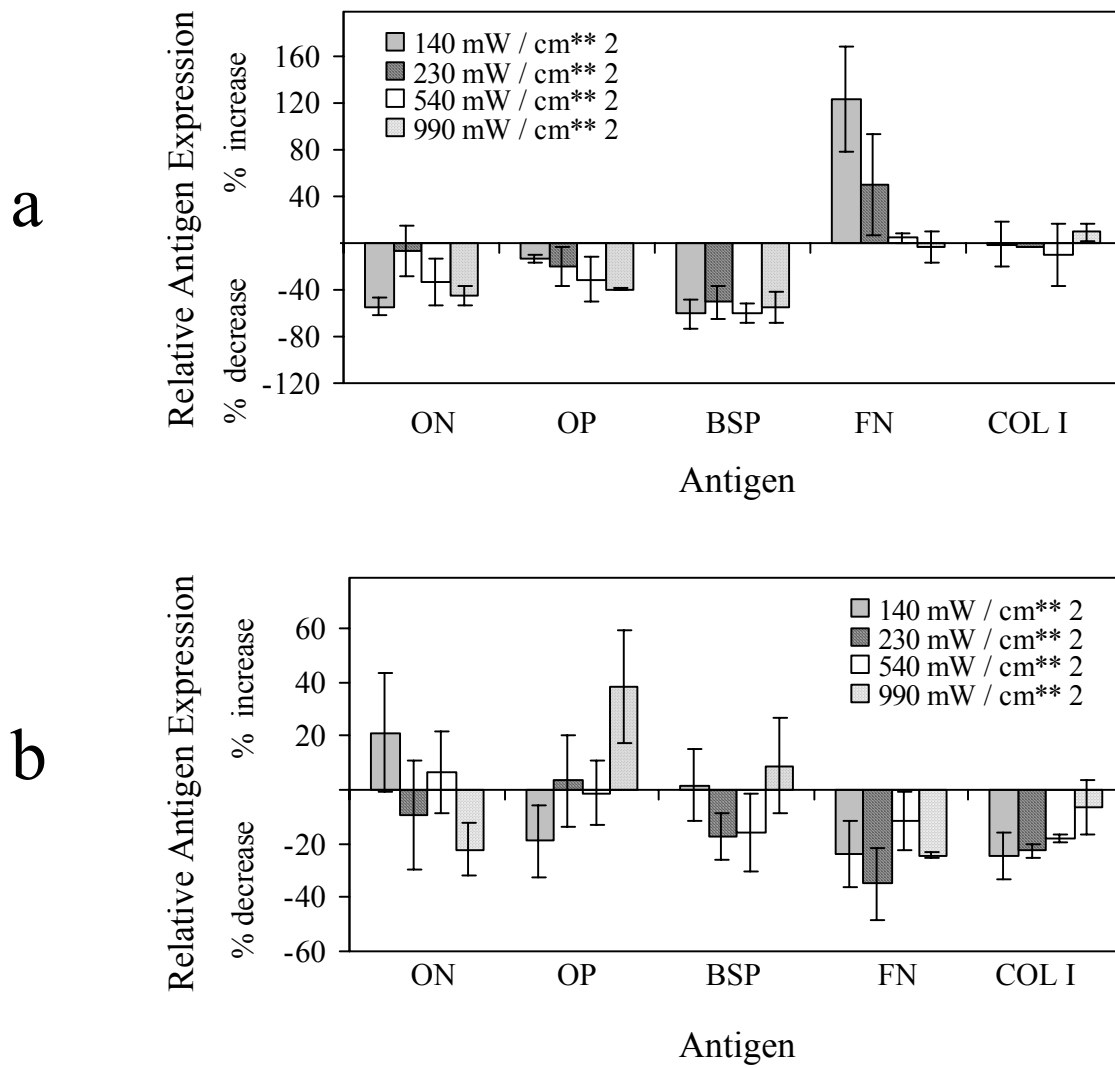 a
Relative Antigen Expression
% decrease % increase
160
120
80
40
-40
-80
-120
140 mW / cm** 2
230 mW / cm** 2
540 mW / cm** 2
990 mW / cm** 2
ON OP BSP FN COL I
Antigen
b
Relative Antigen Expression
% decrease % increase
60
40
20
-20
-40
-60
140 mW / cm** 2
230 mW / cm** 2
540 mW / cm** 2
990 mW / cm** 2
ON OP BSP FN COL I
Antigen